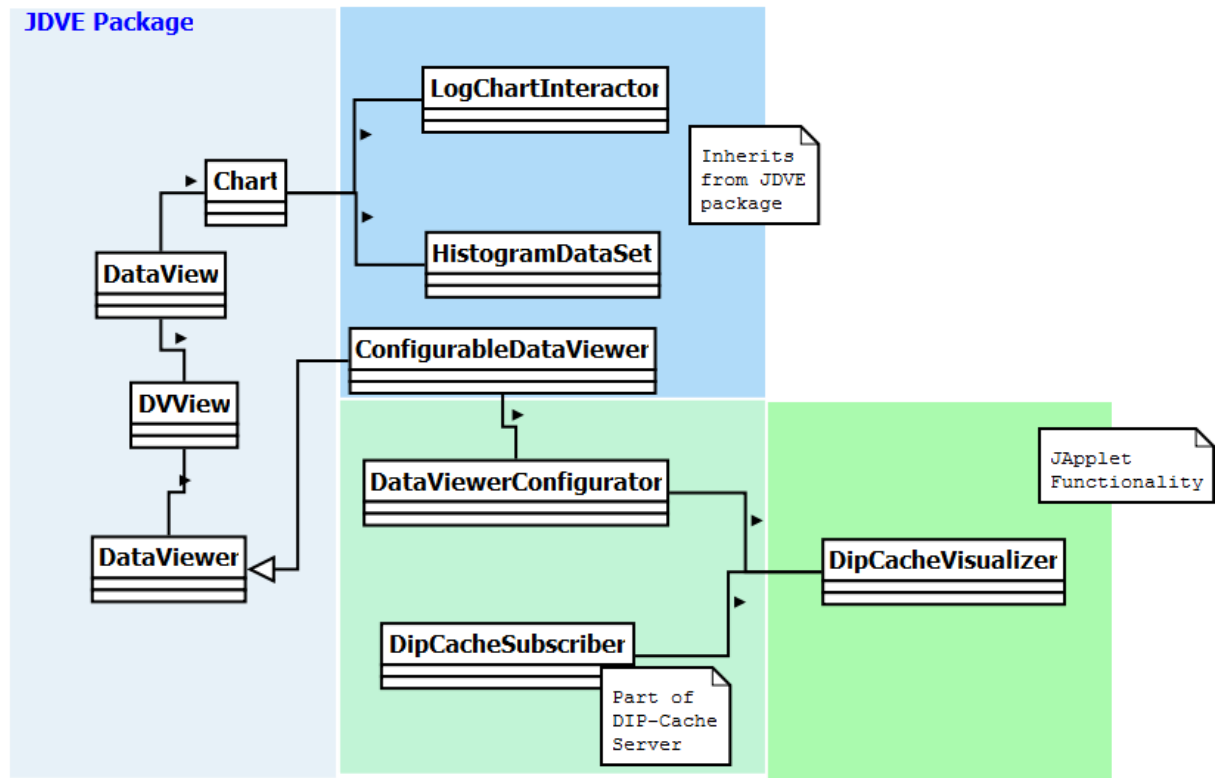 JDVE Package
LogChartInteractor
Inherits
from JDVE
package
Chart
HistogramDataSet
DataView
ConfigurableDataViewer
DVView
JApplet
Functionality
DataViewerConfigurator
DataViewer
DipCacheVisualizer
DipCacheSubscriber
Part of
DIP-Cache
Server